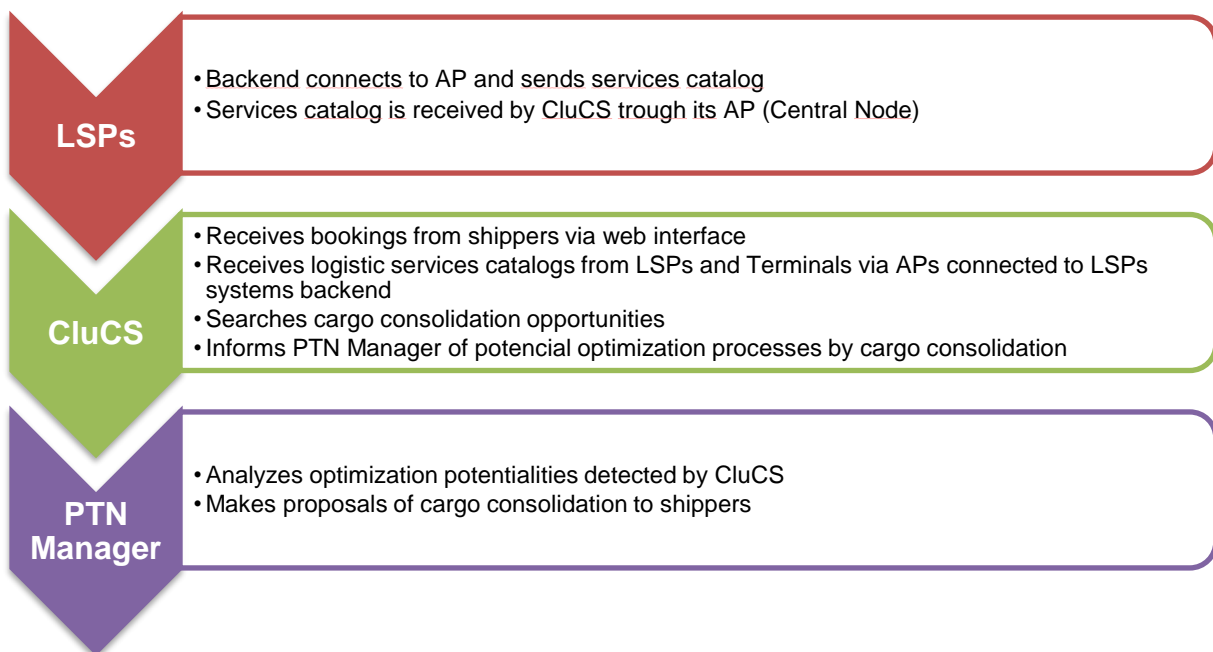 LSPs
• Backend connects to AP and sends services catalog
• Services catalog is received by CluCS trough its AP (Central Node)
CluCS
• Receives bookings from shippers via web interface
• Receives logistic services catalogs from LSPs and Terminals via APs connected to LSPs
systems backend
• Searches cargo consolidation opportunities
• Informs PTN Manager of potencial optimization processes by cargo consolidation
PTN
Manager
• Analyzes optimization potentialities detected by CluCS
• Makes proposals of cargo consolidation to shippers